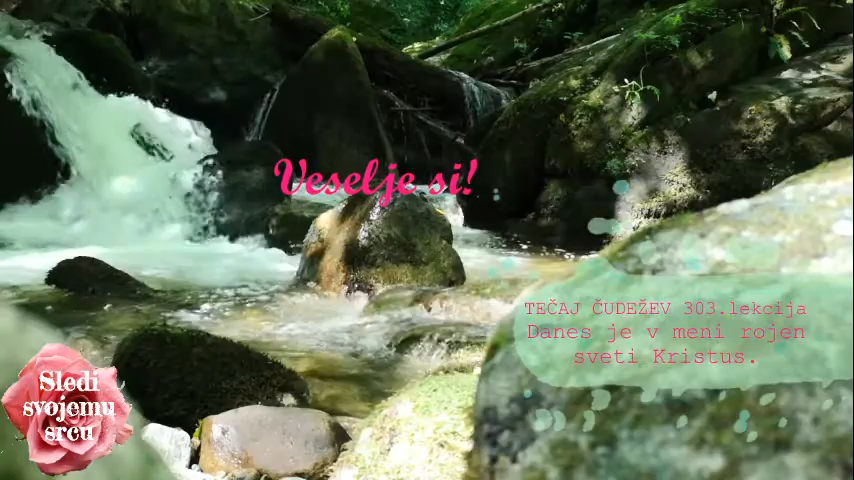 Veselje si!
TEČAJ ČUDEŽEV 303.lekcija
Danes je v meni rojen
sveti Kristus.
Sledi
svojemu
srcu